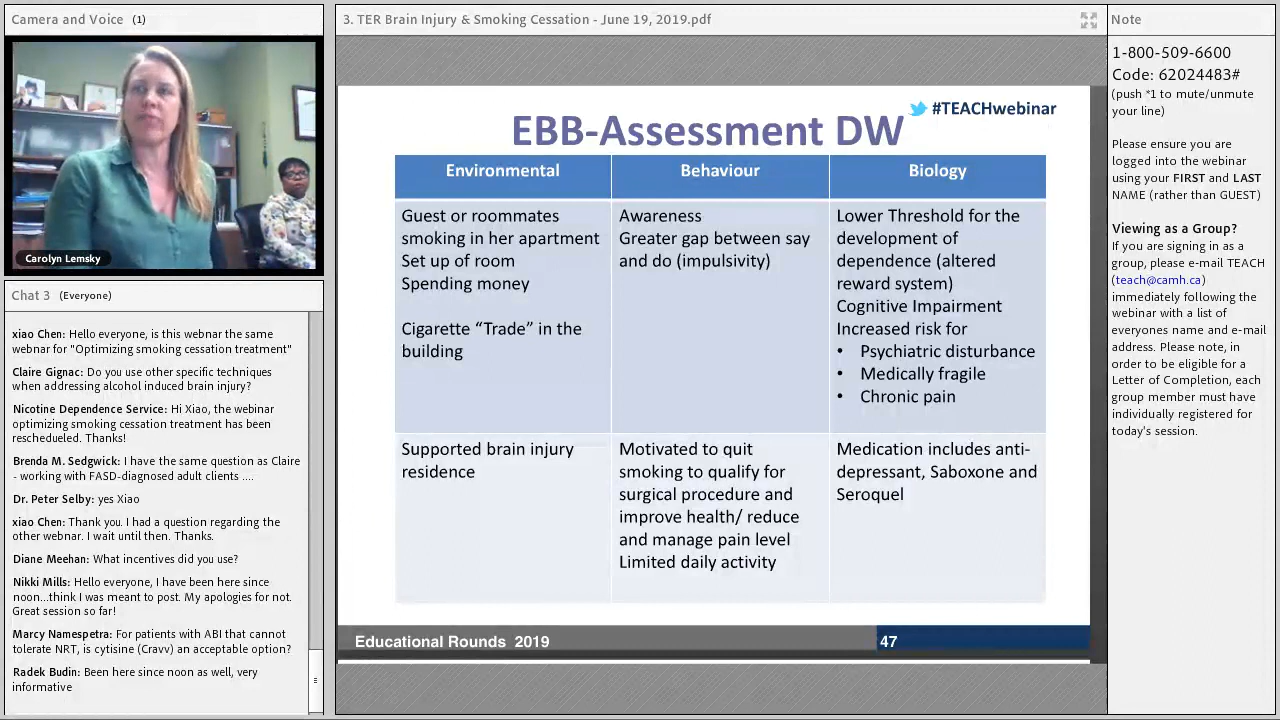 Camera and Voice (1)
Carolyn Lemsky
Chat 3 (Everyone)
xiao Chen: Hello everyone, is this webnar the same
webnar for "Optimizing smoking cessation treatment"
Claire Gignac: Do you use other specific techniques
when addressing alcohol induced brain injury?
Nicotine Dependence Service: Hi Xiao, the webinar
optimizing smoking cessation treatment has been
reschedueled. Thanks!
Brenda M. Sedgwick: I have the same question as Claire
- working with FASD-diagnosed adult clients ....
Dr. Peter Selby: yes Xiao
xiao Chen: Thank you. I had a question regarding the
other webinar. I wait until then. Thanks.
Diane Meehan: What incentives did you use?
Nikki Mills: Hello everyone, I have been here since
noon...think I was meant to post. My apologies for not.
Great session so far!
Marcy Namespetra: For patients with ABI that cannot
tolerate NRT, is cytisine (Cravv) an acceptable option?
Radek Budin: Been here since noon as well, very
informative
3. TER Brain Injury & Smoking Cessation - June 19, 2019.pdf
#TEACHwebinar
EBB-Assessment DW
Environmental
Behaviour
Biology
Guest or roommates
smoking in her apartment
Set up of room
Spending money
Cigarette “Trade” in the
building
Awareness
Greater gap between say
and do (impulsivity)
Lower Threshold for the
development of
dependence (altered
reward system)
Cognitive Impairment
Increased risk for
• Psychiatric disturbance
• Medically fragile
• Chronic pain
Supported brain injury
residence
Motivated to quit
smoking to qualify for
surgical procedure and
improve health/ reduce
and manage pain level
Limited daily activity
Medication includes anti-
depressant, Saboxone and
Seroquel
Educational Rounds 2019
47
Note
1-800-509-6600
Code: 62024483#
(push *1 to mute/unmute
your line)
Please ensure you are
logged into the webinar
using your FIRST and LAST
NAME (rather than GUEST)
Viewing as a Group?
If you are signing in as a
group, please e-mail TEACH
(teach@camh.ca)
immediately following the
webinar with a list of
everyones name and e-mail
address. Please note, in
order to be eligible for a
Letter of Completion, each
group member must have
individually registered for
today's session.